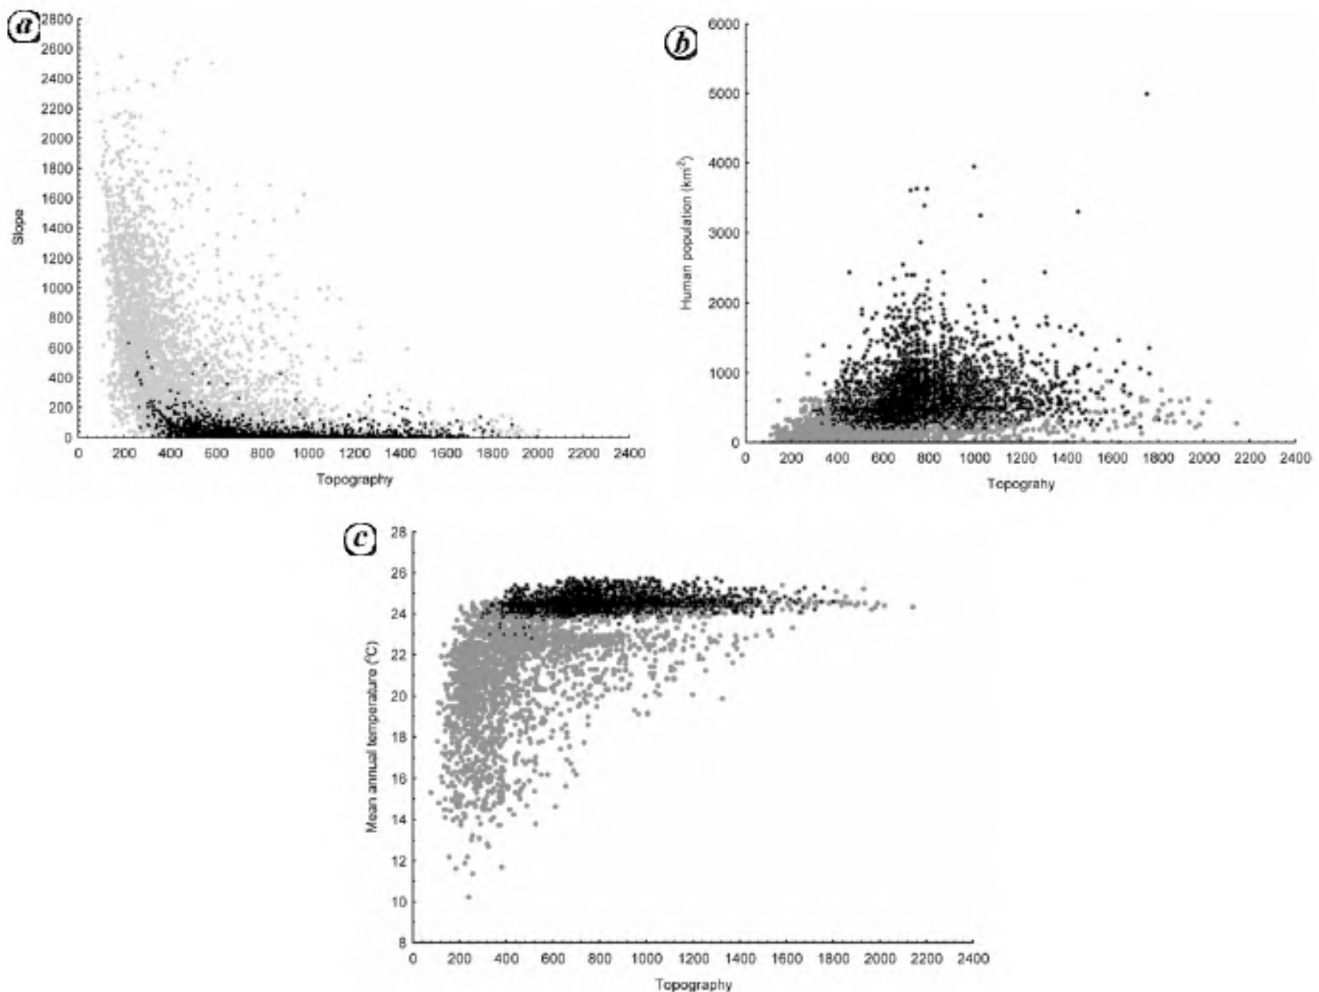 a
2800
2600
2400
2200
2000
1800
1600
1400
1200
1000
800
600
400
200
0
Slope
0 200 400 600 800 1000 1200 1400 1600 1800 2000 2200 2400
Topography
b
6000
5000
4000
3000
2000
1000
0
Human population (km²)
0 200 400 600 800 1000 1200 1400 1600 1800 2000 2200 2400
Topograhy
c
28
26
24
22
20
18
16
14
12
10
8
Mean annual temperature (°C)
0 200 400 600 800 1000 1200 1400 1600 1800 2000 2200 2400
Topography